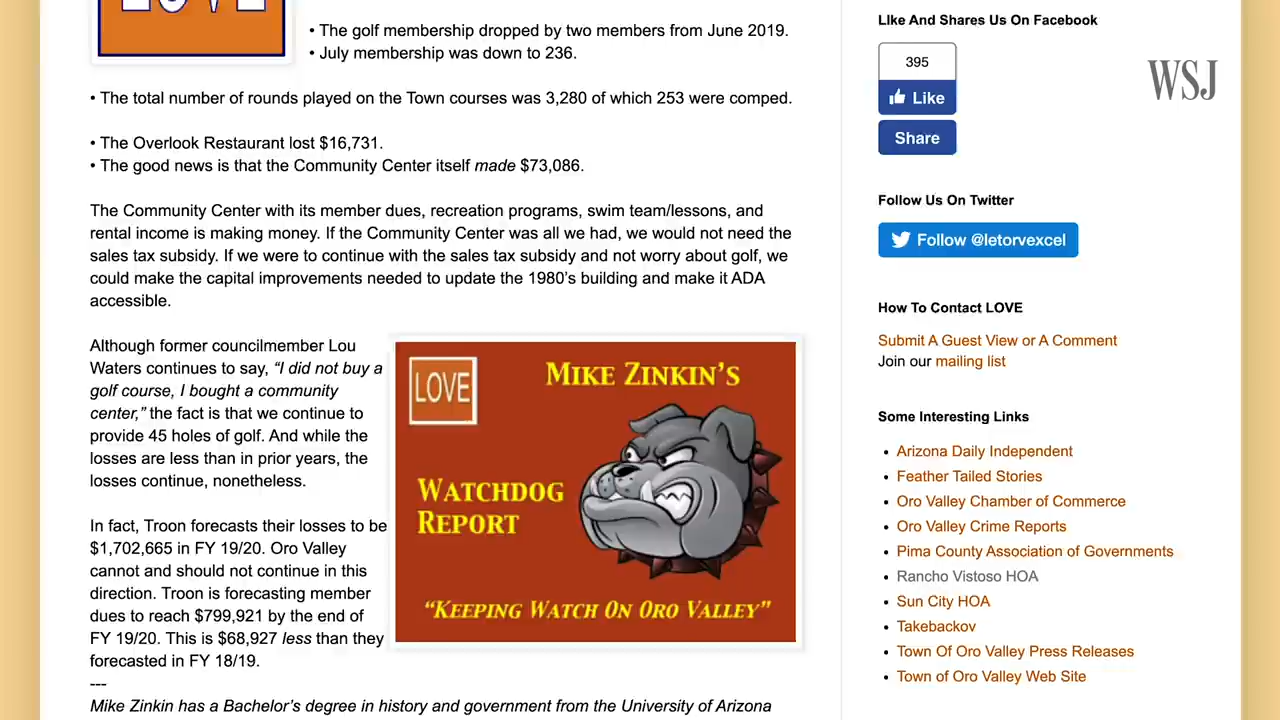 LOVE
• The golf membership dropped by two members from June 2019.
• July membership was down to 236.
• The total number of rounds played on the Town courses was 3,280 of which 253 were comped.
• The Overlook Restaurant lost $16,731.
• The good news is that the Community Center itself made $73,086.
The Community Center with its member dues, recreation programs, swim team/lessons, and
rental income is making money. If the Community Center was all we had, we would not need the
sales tax subsidy. If we were to continue with the sales tax subsidy and not worry about golf, we
could make the capital improvements needed to update the 1980's building and make it ADA
accessible.
Although former councilmember Lou
Waters continues to say, “I did not buy a
golf course, I bought a community
center,” the fact is that we continue to
provide 45 holes of golf. And while the
losses are less than in prior years, the
losses continue, nonetheless.
In fact, Troon forecasts their losses to be
$1,702,665 in FY 19/20. Oro Valley
cannot and should not continue in this
direction. Troon is forecasting member
dues to reach $799,921 by the end of
FY 19/20. This is $68,927 less than they
forecasted in FY 18/19.
---
Mike Zinkin has a Bachelor's degree in history and government from the University of Arizona
LOVE
MIKE ZINKIN'S
WATCHDOG
REPORT
“KEEPING WATCH ON ORO VALLEY”
LIke And Shares Us On Facebook
395
Like
Share
WSJ
Follow Us On Twitter
Follow @letorvexcel
How To Contact LOVE
Submit A Guest View or A Comment
Join our mailing list
Some Interesting Links
• Arizona Daily Independent
• Feather Tailed Stories
• Oro Valley Chamber of Commerce
• Oro Valley Crime Reports
• Pima County Association of Governments
• Rancho Vistoso HOA
• Sun City HOA
• Takebackov
• Town Of Oro Valley Press Releases
• Town of Oro Valley Web Site